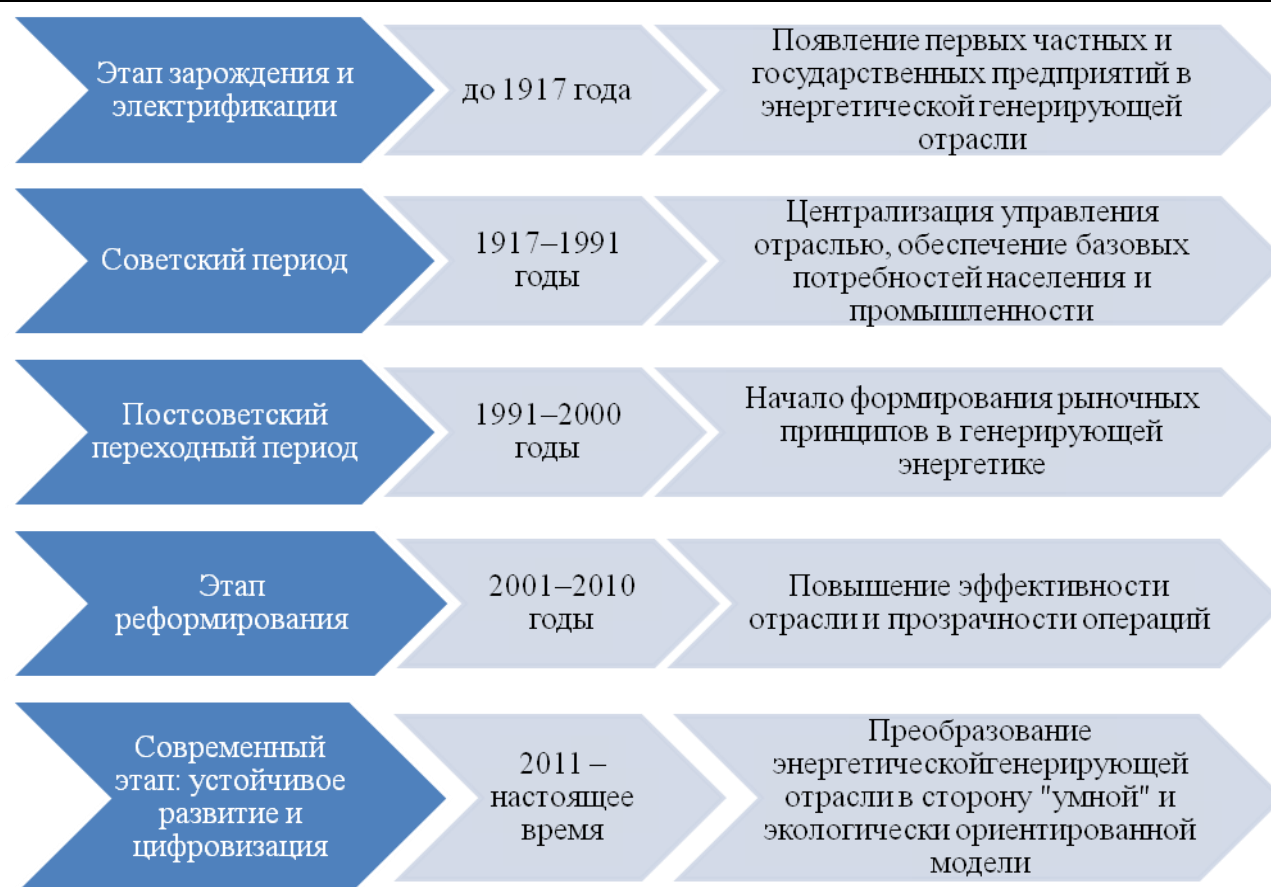 Этап зарождения и
электрификации
до 1917 года
Появление первых частных и
государственных предприятий в
энергетической генерирующей
отрасли
Советский период
1917–1991
годы
Централизация управления
отраслью, обеспечение базовых
потребностей населения и
промышленности
Постсоветский
переходный период
1991–2000
годы
Начало формирования рыночных
принципов в генерирующей
энергетике
Этап
реформирования
2001–2010
годы
Повышение эффективности
отрасли и прозрачности операций
Современный
этап: устойчивое
развитие и
цифровизация
2011 –
настоящее
время
Преобразование
энергетическойгенерирующей
отрасли в сторону "умной" и
экологически ориентированной
модели